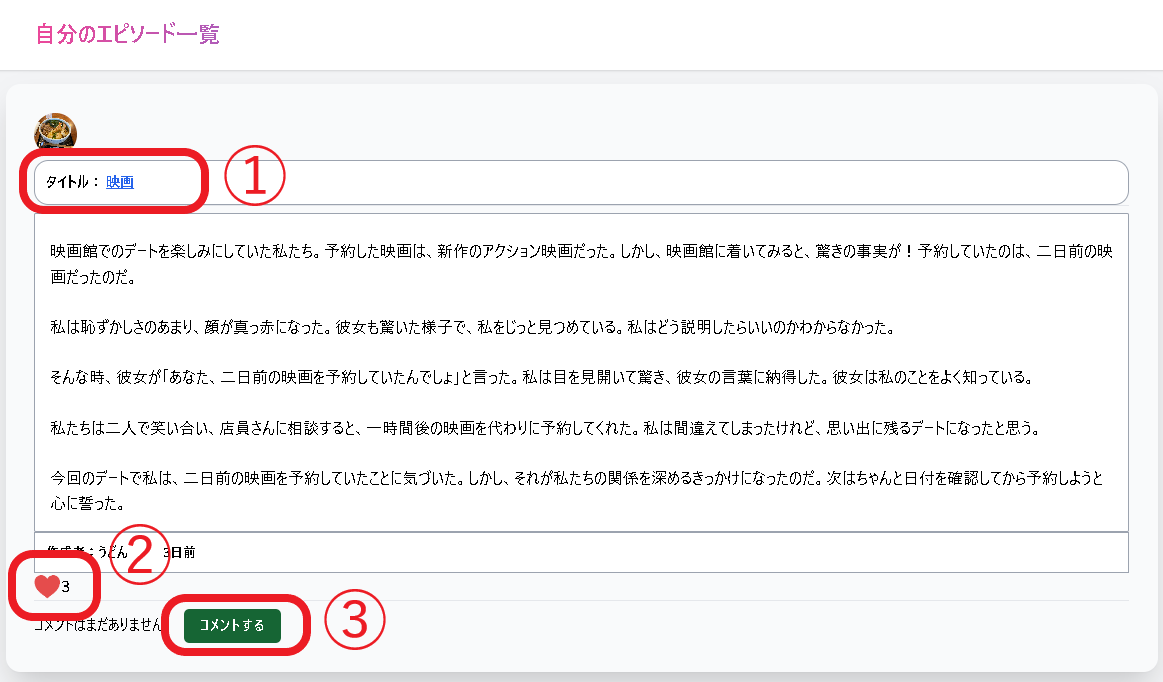 自分のエピソード一覧
タイトル： 映画
①
映画館でのデートを楽しみにしていた私たち。予約した映画は、新作のアクション映画だった。しかし、映画館に着いてみると、驚きの事実が！予約していたのは、二日前の映
画だったのだ。
私は恥ずかしさのあまり、顔が真っ赤になった。彼女も驚いた様子で、私をじっと見つめている。私はどう説明したらいいのかわからなかった。
そんな時、彼女が「あなた、二日前の映画を予約していたんでしょ」と言った。私は目を見開いて驚き、彼女の言葉に納得した。彼女は私のことをよく知っている。
私たちは二人で笑い合い、店員さんに相談すると、一時間後の映画を代わりに予約してくれた。私は間違えてしまったけれど、思い出に残るデートになったと思う。
今回のデートで私は、二日前の映画を予約していたことに気づいた。しかし、それが私たちの関係を深めるきっかけになったのだ。次はちゃんと日付を確認してから予約しようと
心に誓った。
作成者：うどん 3日前
②
3
コメントはまだありません コメントする
③